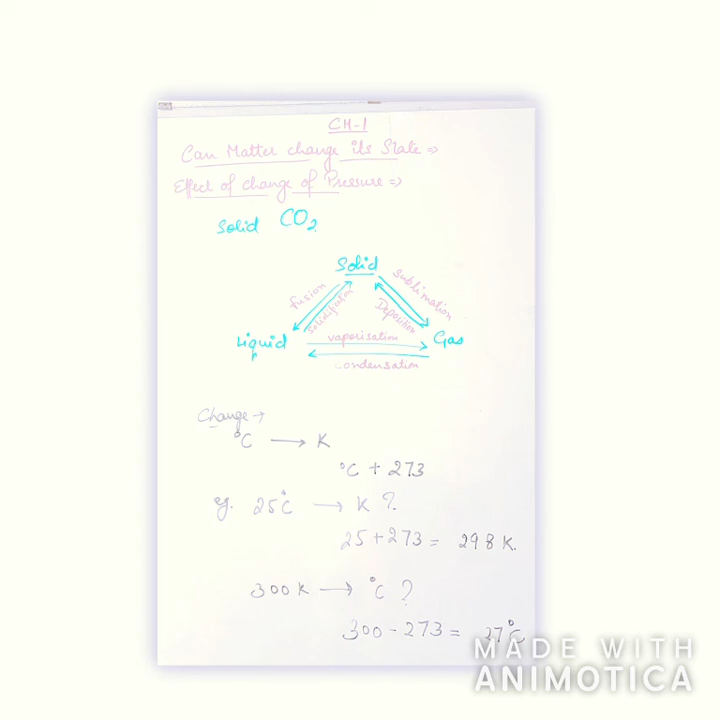 CH-1
Can Matter change its State ⇒
Effect of change of Pressure ⇒
Solid CO₂
Solid
fusion
Solidification
Sublimation
Deposition
Liquid
vaporisation
Gas
condensation
Change →
°C → K
°C + 273
eg. 25°C → K ?
25 + 273 = 298 K.
300 K → °C ?
300 - 273 = 27°C
MADE WITH
ANIMOTICA